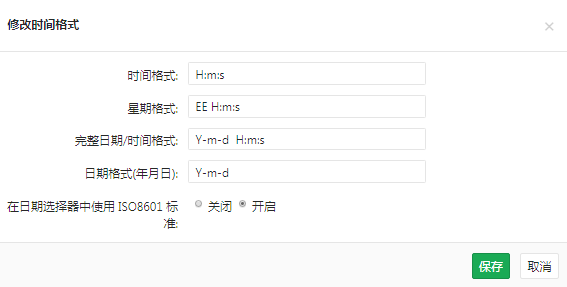 修改时间格式 ×
时间格式: H:m:s
星期格式: EE H:m:s
完整日期/时间格式: Y-m-d  H:m:s
日期格式(年月日): Y-m-d
在日期选择器中使用 ISO8601 标 关闭 开启
准:
保存 取消